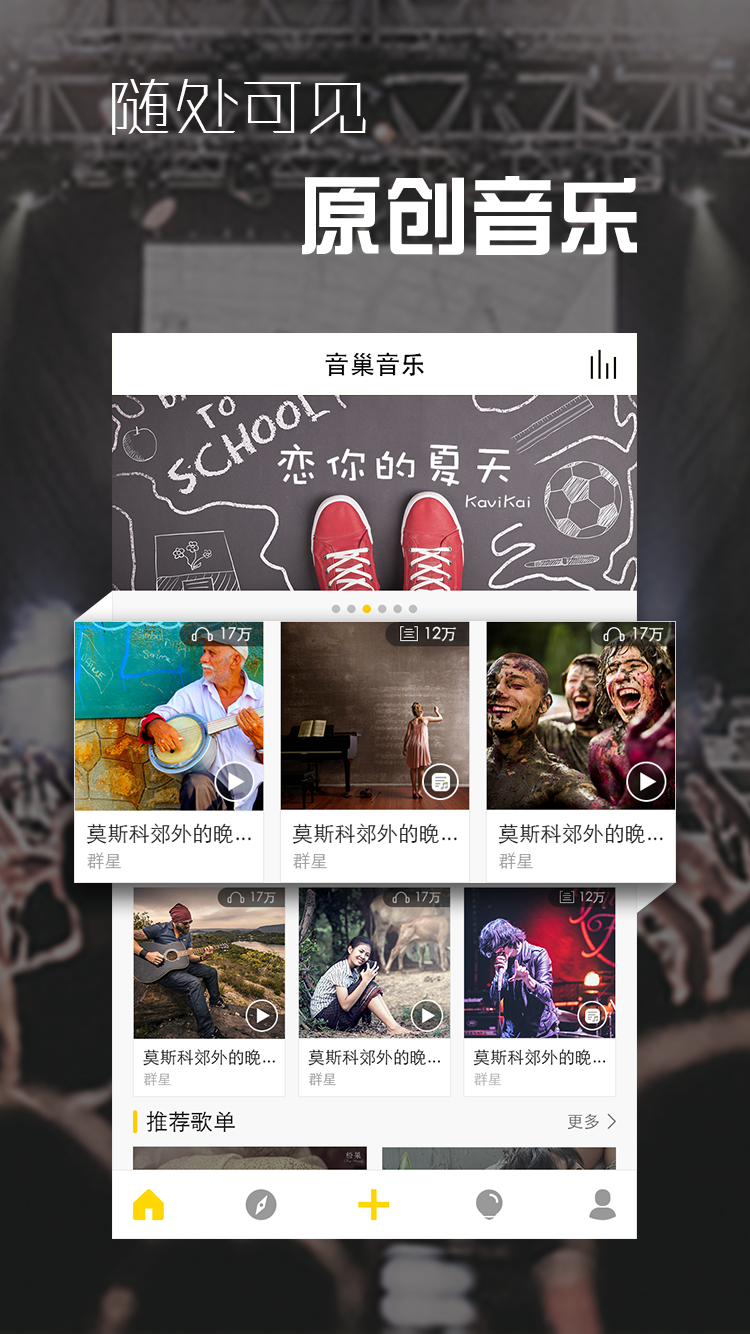 随处可见
原创音乐
音巢音乐
TO
SCHOOL
恋你的夏天
KaviKai
17万
12万
17万
莫斯科郊外的晚...
莫斯科郊外的晚...
莫斯科郊外的晚...
群星
群星
群星
17万
17万
12万
莫斯科郊外的晚...
莫斯科郊外的晚...
莫斯科郊外的晚...
群星
群星
群星
推荐歌单
更多